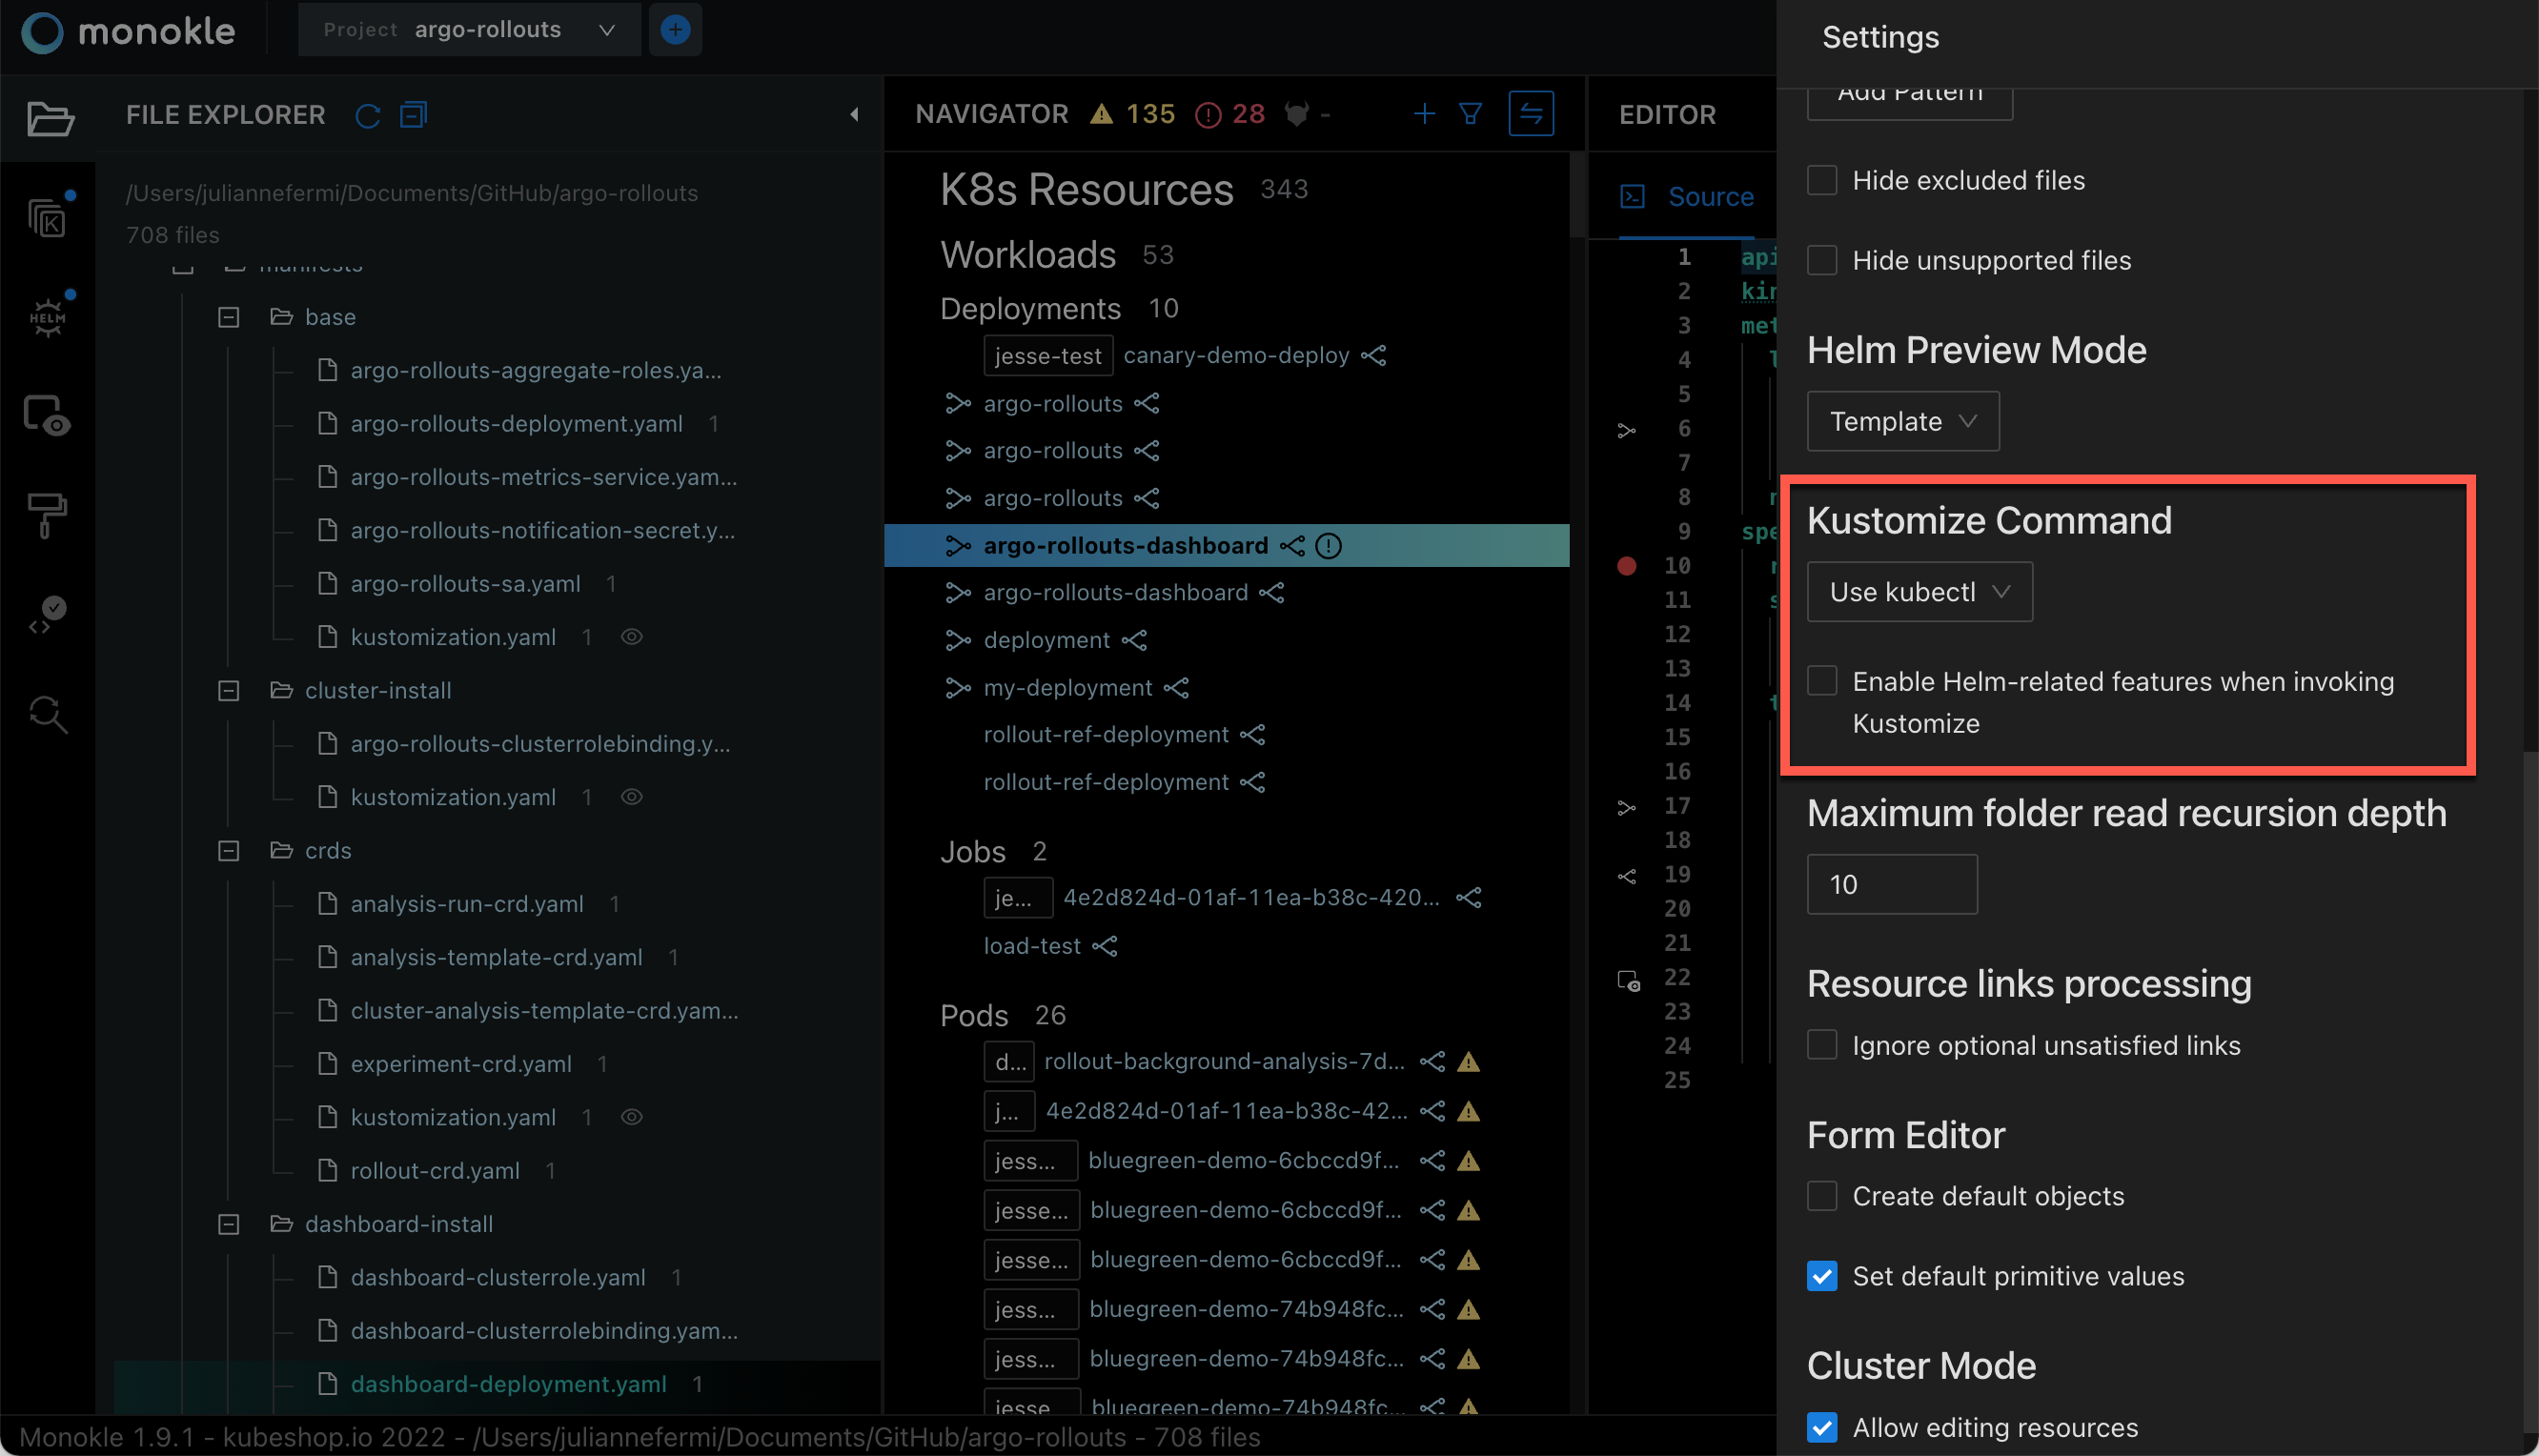 monokle
Project argo-rollouts
FILE EXPLORER
/Users/juliannefermi/Documents/GitHub/argo-rollouts
708 files
manifests
base
argo-rollouts-aggregate-roles.ya...
argo-rollouts-deployment.yaml 1
argo-rollouts-metrics-service.yam...
argo-rollouts-notification-secret.y...
argo-rollouts-sa.yaml 1
kustomization.yaml 1
cluster-install
argo-rollouts-clusterrolebinding.y...
kustomization.yaml 1
crds
analysis-run-crd.yaml 1
analysis-template-crd.yaml 1
cluster-analysis-template-crd.yam...
experiment-crd.yaml 1
kustomization.yaml 1
rollout-crd.yaml 1
dashboard-install
dashboard-clusterrole.yaml 1
dashboard-clusterrolebinding.yam...
dashboard-deployment.yaml 1
K
HELM
NAVIGATOR 135 28 -
K8s Resources 343
Workloads 53
Deployments 10
jesse-test canary-demo-deploy
argo-rollouts
argo-rollouts
argo-rollouts
argo-rollouts-dashboard
argo-rollouts-dashboard
deployment
my-deployment
rollout-ref-deployment
rollout-ref-deployment
Jobs 2
je... 4e2d824d-01af-11ea-b38c-420...
load-test
Pods 26
d... rollout-background-analysis-7d...
j... 4e2d824d-01af-11ea-b38c-42...
jess... bluegreen-demo-6cbccd9f...
jesse... bluegreen-demo-6cbccd9f...
jesse... bluegreen-demo-6cbccd9f...
jess... bluegreen-demo-74b948fc...
jess... bluegreen-demo-74b948fc...
jesse bluegreen-demo-74b948fc...
EDITOR
Source
1 api
2 kin
3 met
4 l
5
6
7
8 n
9 spe
10 r
11 s
12
13
14 t
15
16
17
18
19
20
21
22
23
24
25
Settings
Add Pattern
Hide excluded files
Hide unsupported files
Helm Preview Mode
Template
Kustomize Command
Use kubectl
Enable Helm-related features when invoking
Kustomize
Maximum folder read recursion depth
10
Resource links processing
Ignore optional unsatisfied links
Form Editor
Create default objects
Set default primitive values
Cluster Mode
Allow editing resources
Monokle 1.9.1 - kubeshop.io 2022 - /Users/juliannefermi/Documents/GitHub/argo-rollouts - 708 files